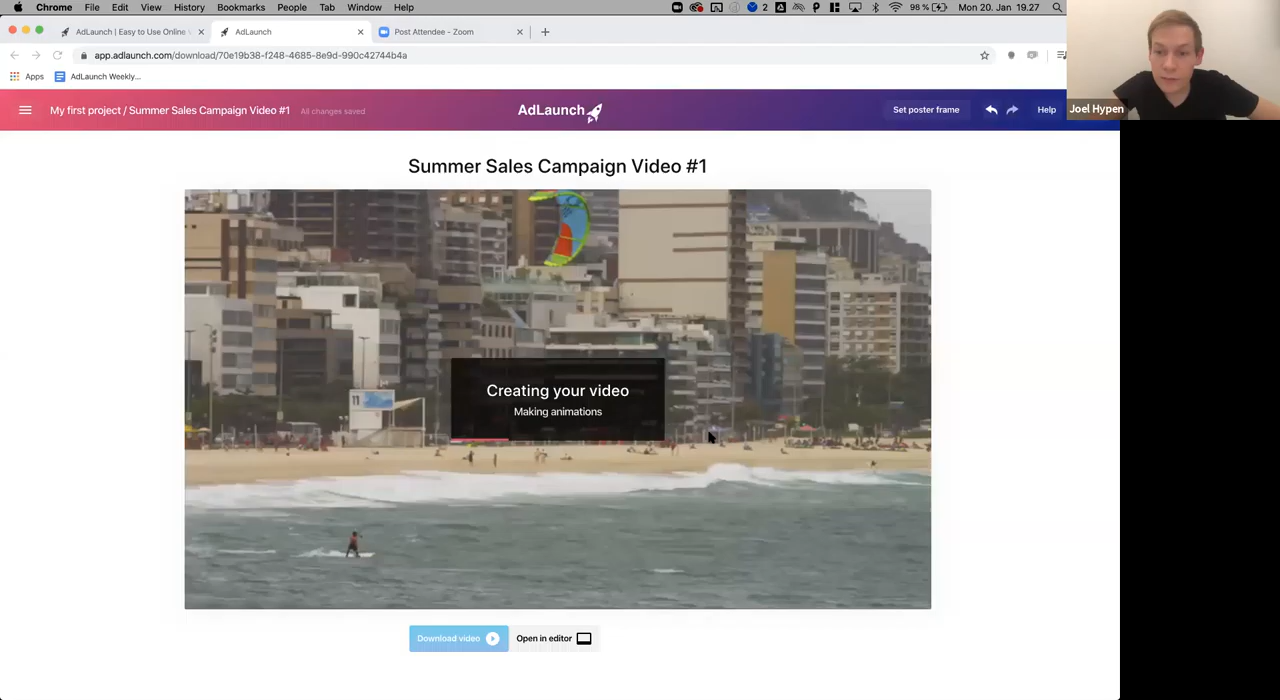 Chrome File Edit View History Bookmarks People Tab Window Help 2 98 % Mon 20. Jan 19.27
AdLaunch | Easy to Use Online AdLaunch Post Attendee - Zoom
app.adlaunch.com/download/70e19b38-f248-4685-8e9d-990c42744b4a
Apps AdLaunch Weekly...
Joel Hypen
My first project / Summer Sales Campaign Video #1 All changes saved AdLaunch Set poster frame Help
Summer Sales Campaign Video #1
11
Creating your video
Making animations
Download video Open in editor